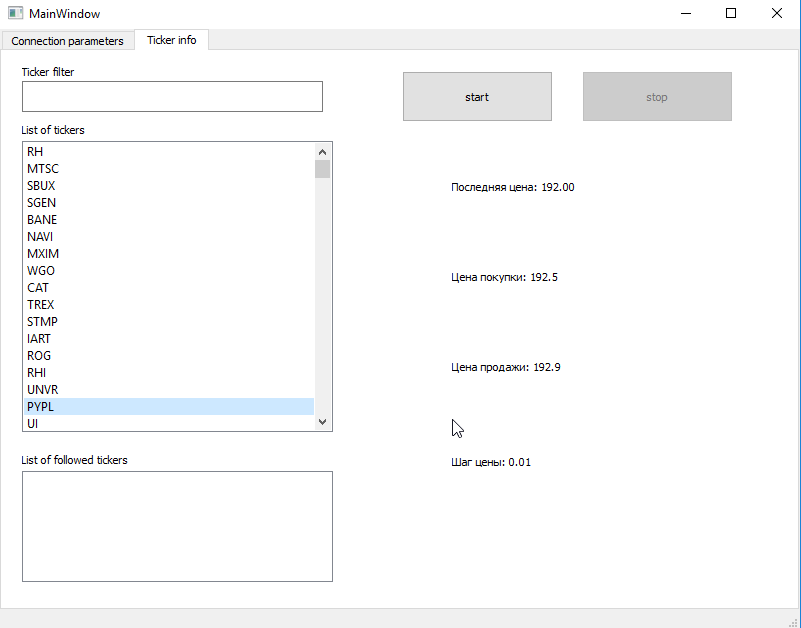 MainWindow
Connection parameters
Ticker info
Ticker filter
start
stop
List of tickers
RH
MTSC
SBUX
SGEN
BANE
NAVI
MXIM
WGO
CAT
TREX
STMP
IART
ROG
RHI
UNVR
PYPL
UI
Последняя цена: 192.00
Цена покупки: 192.5
Цена продажи: 192.9
Шаг цены: 0.01
List of followed tickers